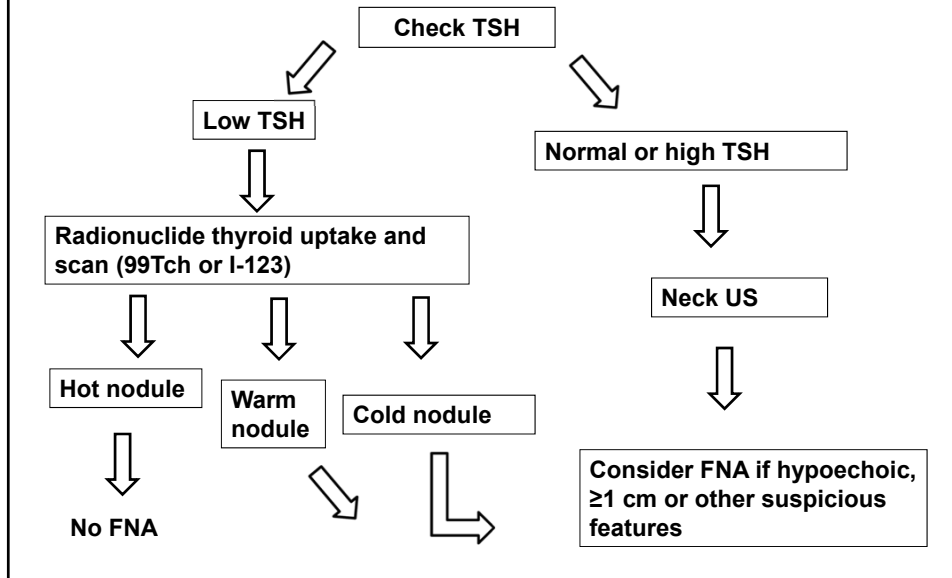 Check TSH
Low TSH
Normal or high TSH
Radionuclide thyroid uptake and
scan (99Tch or I-123)
Neck US
Hot nodule
Warm
nodule
Cold nodule
Consider FNA if hypoechoic,
≥1 cm or other suspicious
features
No FNA